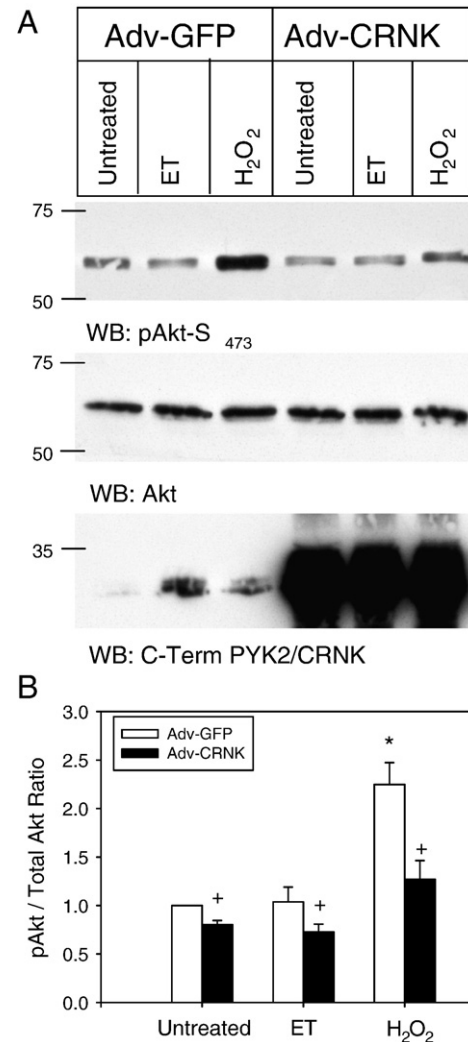 A
Adv-GFP Adv-CRNK
Untreated ET H₂O₂ Untreated ET H₂O₂
75
50
WB: pAkt-S 473
75
50
WB: Akt
35
WB: C-Term PYK2/CRNK
B
pAkt / Total Akt Ratio
3.0
2.5
2.0
1.5
1.0
0.5
0.0
Adv-GFP
Adv-CRNK
*
+
+
+
Untreated ET H₂O₂